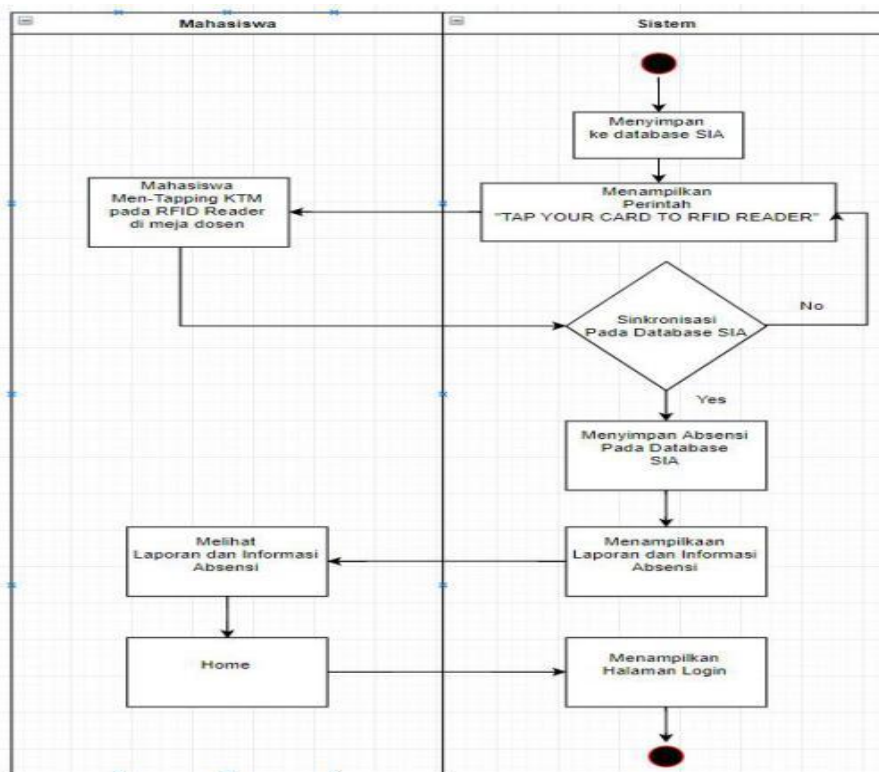 Mahasiswa
Sistem
Menyimpan
ke database SIA
Mahasiswa
Men-Tapping KTM
pada RFID Reader
di meja dosen
Menampilkan
Perintah
"TAP YOUR CARD TO RFID READER"
Sinkronisasi
Pada Database SIA
No
Yes
Menyimpan Absensi
Pada Database
SIA
Melihat
Laporan dan Informasi
Absensi
Menampilkaan
Laporan dan Informasi
Absensi
Home
Menampilkan
Halaman Login